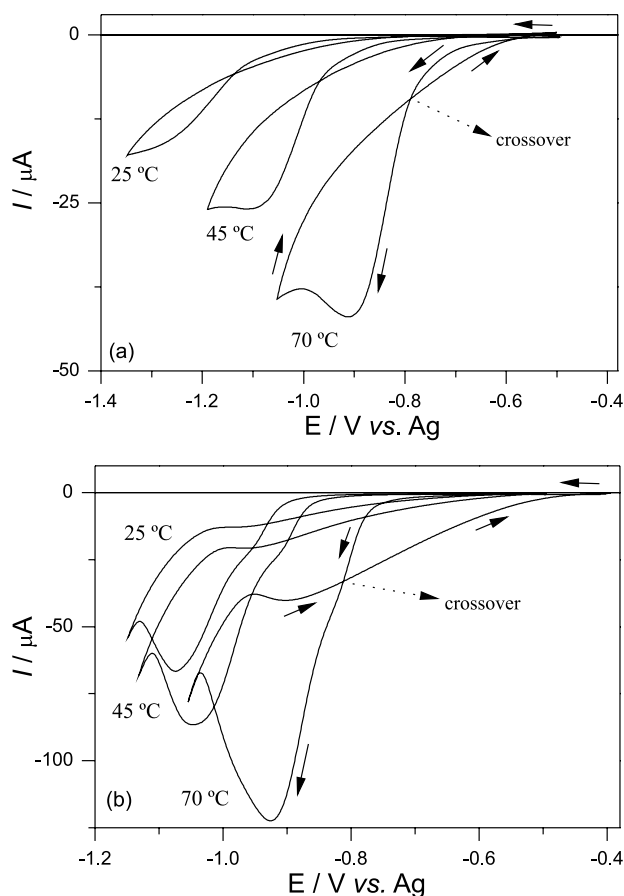 0
-25
-50
I / µA
25 ºC
45 ºC
70 ºC
crossover
(a)
-1.4 -1.2 -1.0 -0.8 -0.6 -0.4
E / V vs. Ag
0
-50
-100
I / µA
25 ºC
45 ºC
70 ºC
crossover
(b)
-1.2 -1.0 -0.8 -0.6 -0.4
E / V vs. Ag